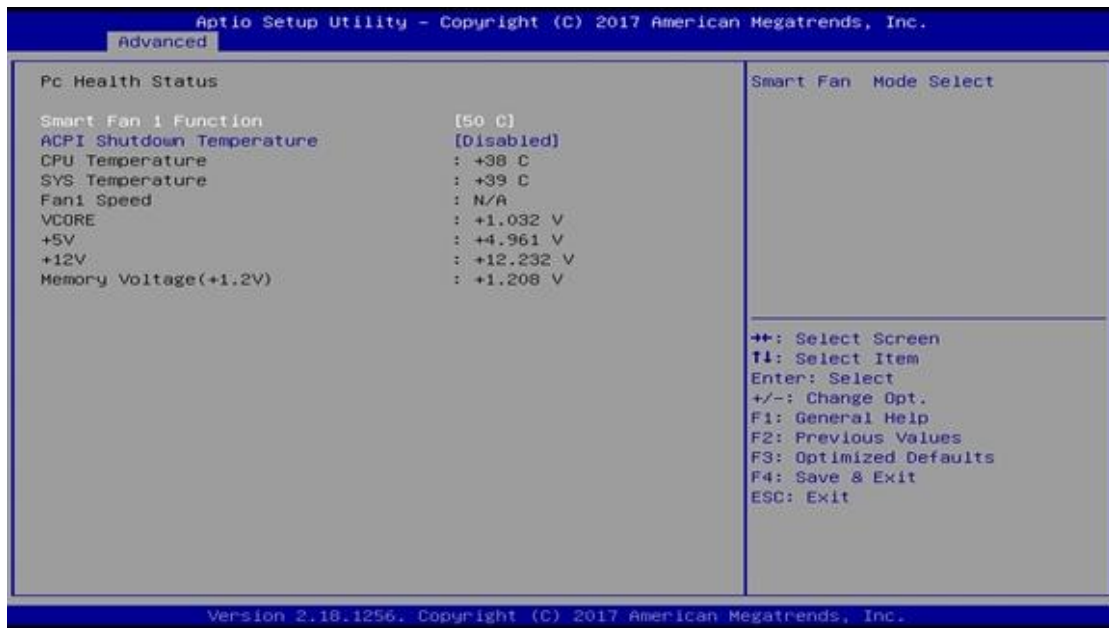 Aptio Setup Utility – Copyright (C) 2017 American Megatrends, Inc.
Advanced
Pc Health Status
Smart Fan 1 Function [50 C]
ACPI Shutdown Temperature [Disabled]
CPU Temperature : +38 C
SYS Temperature : +39 C
Fan1 Speed : N/A
VCORE : +1.032 V
+5V : +4.961 V
+12V : +12.232 V
Memory Voltage(+1.2V) : +1.208 V
Smart Fan Mode Select
→←: Select Screen
↑↓: Select Item
Enter: Select
+/-: Change Opt.
F1: General Help
F2: Previous Values
F3: Optimized Defaults
F4: Save & Exit
ESC: Exit
Version 2.18.1256. Copyright (C) 2017 American Megatrends, Inc.